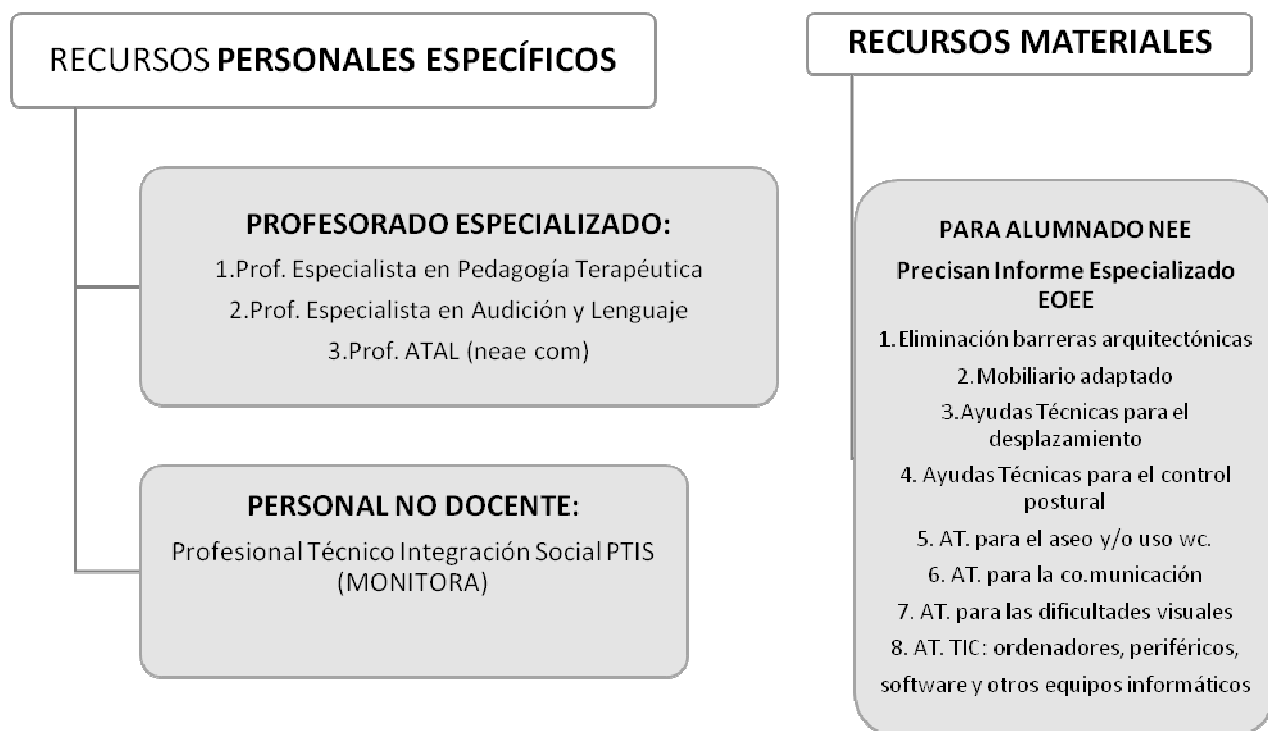 RECURSOS PERSONALES ESPECÍFICOS
PROFESORADO ESPECIALIZADO:
1.Prof. Especialista en Pedagogía Terapéutica
2.Prof. Especialista en Audición y Lenguaje
3.Prof. ATAL (neae com)
PERSONAL NO DOCENTE:
Profesional Técnico Integración Social PTIS
(MONITORA)
RECURSOS MATERIALES
PARA ALUMNADO NEE
Precisan Informe Especializado
EOEE
1.Eliminación barreras arquitectónicas
2.Mobiliario adaptado
3.Ayudas Técnicas para el
desplazamiento
4. Ayudas Técnicas para el control
postural
5. AT. para el aseo y/o uso wc.
6. AT. para la co.municación
7. AT. para las dificultades visuales
8. AT. TIC: ordenadores, periféricos,
software y otros equipos informáticos